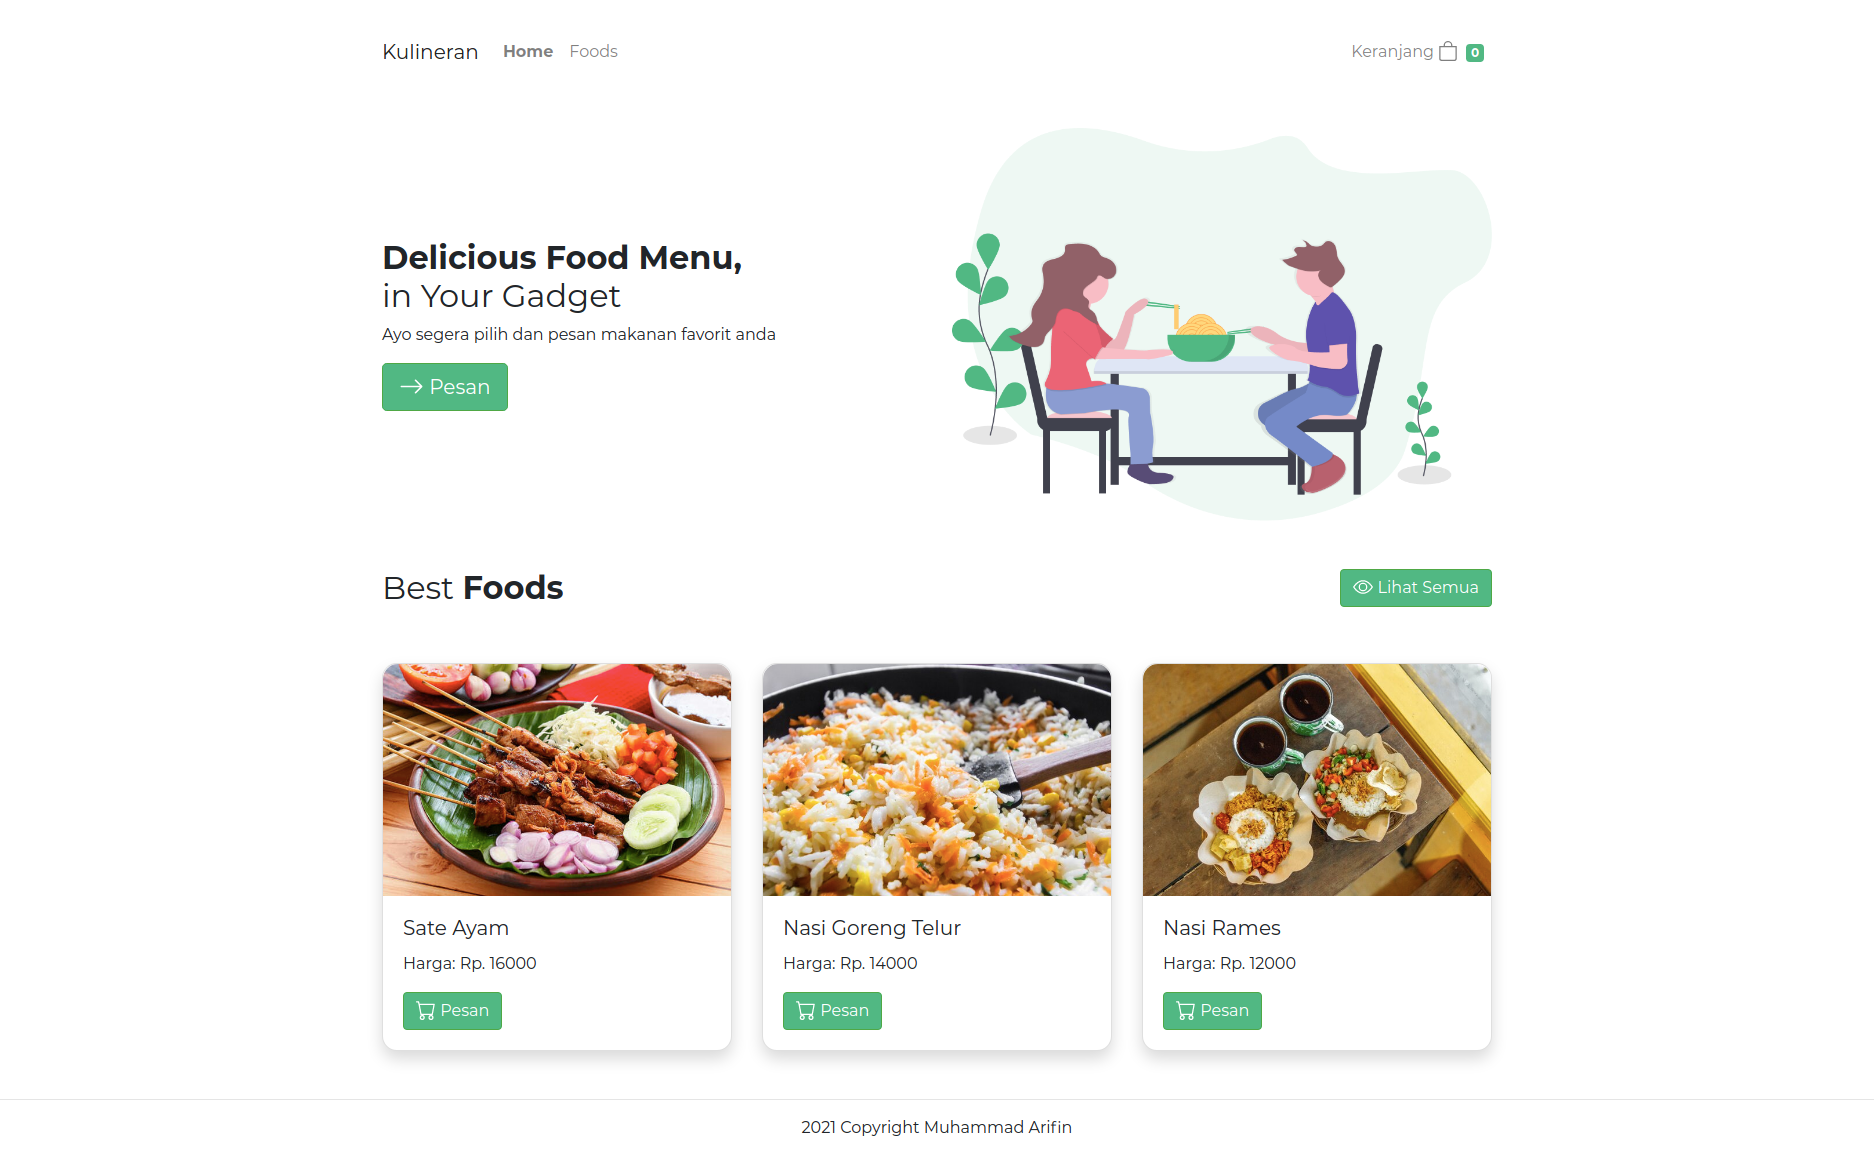 Kulineran Home Foods Keranjang 0
Delicious Food Menu,
in Your Gadget
Ayo segera pilih dan pesan makanan favorit anda
Pesan
Best Foods Lihat Semua
Sate Ayam
Harga: Rp. 16000
Pesan
Nasi Goreng Telur
Harga: Rp. 14000
Pesan
Nasi Rames
Harga: Rp. 12000
Pesan
2021 Copyright Muhammad Arifin